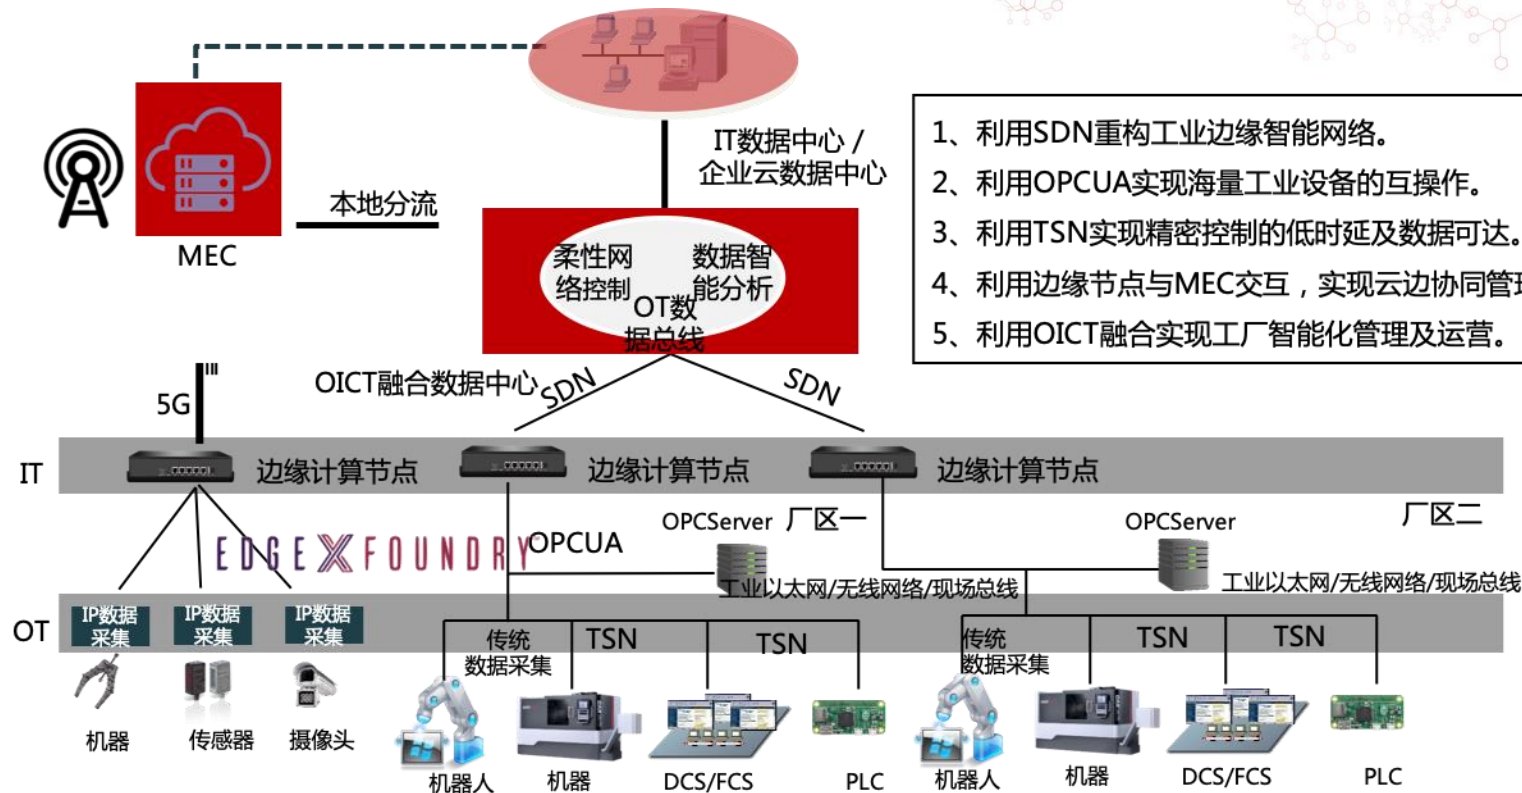 IT数据中心 /
企业云数据中心
1、利用SDN重构工业边缘智能网络。
2、利用OPCUA实现海量工业设备的互操作。
3、利用TSN实现精密控制的低时延及数据可达。
4、利用边缘节点与MEC交互，实现云边协同管理
5、利用OICT融合实现工厂智能化管理及运营。
本地分流
MEC
柔性网
络控制
数据智
能分析
OT数
据总线
OICT融合数据中心
SDN
SDN
5G
IT
边缘计算节点
边缘计算节点
边缘计算节点
EDGE X FOUNDRY
OPCUA
OPCServer
厂区一
工业以太网/无线网络/现场总线
OPCServer
厂区二
工业以太网/无线网络/现场总线
OT
IP数据
采集
IP数据
采集
IP数据
采集
传统
数据采集
TSN
TSN
传统
数据采集
TSN
TSN
机器
传感器
摄像头
机器人
机器
DCS/FCS
PLC
机器人
机器
DCS/FCS
PLC